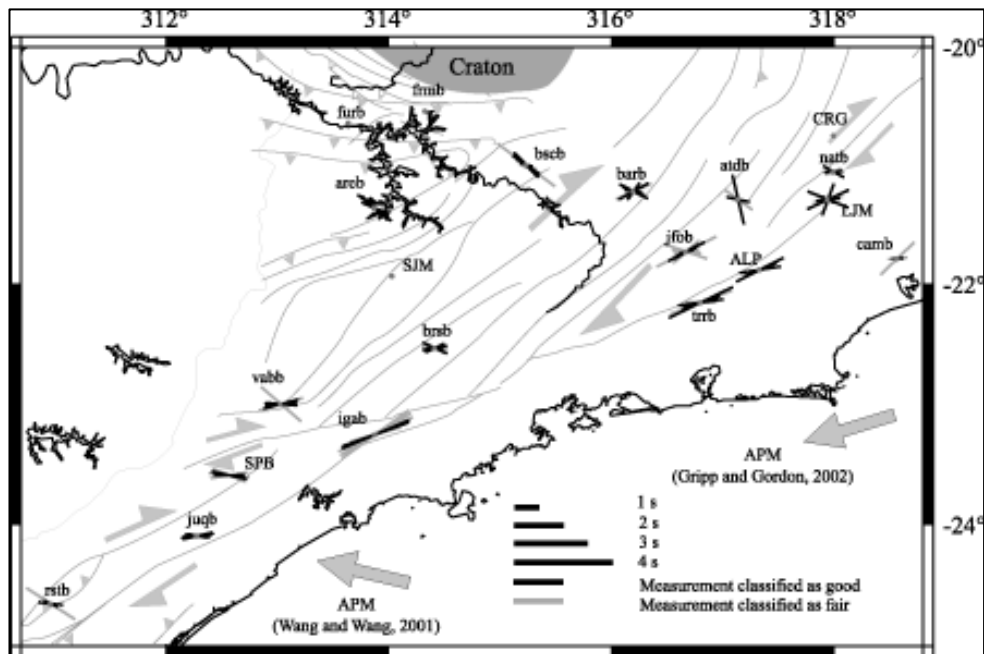 312° 314° 316° 318°
-20°
Craton
frmb
furb
CRG
bscb
natb
barb
atdb
arcb
LJM
jfob
camb
SJM
ALP
-22°
trrb
brsb
vabb
igab
APM
(Gripp and Gordon, 2002)
SPB
1 s
2 s
-24°
juqb
3 s
4 s
Measurement classified as good
rstb
Measurement classified as fair
APM
(Wang and Wang, 2001)